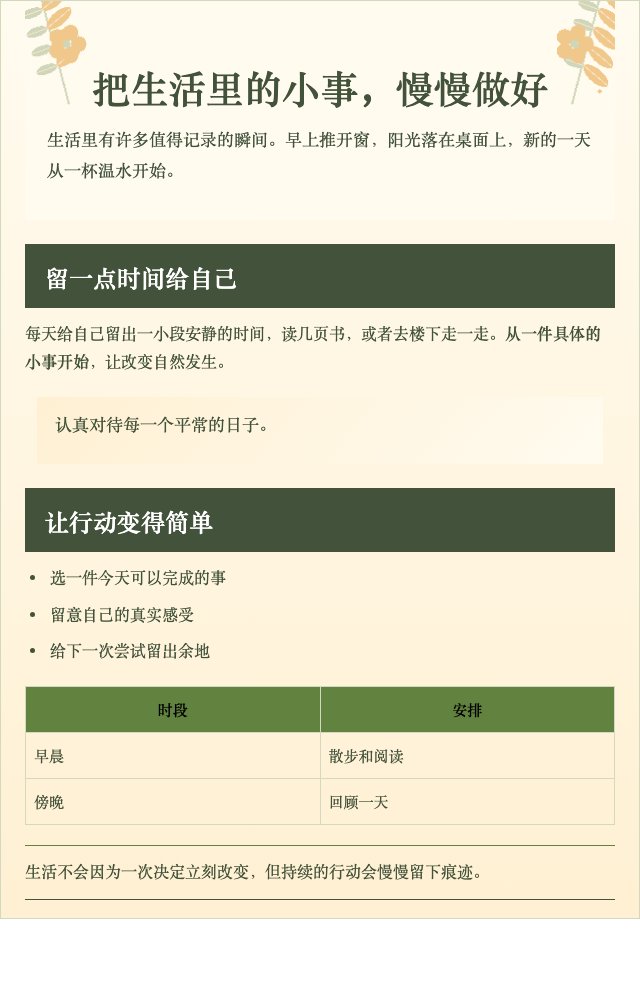 把生活里的小事，慢慢做好
生活里有许多值得记录的瞬间。早上推开窗，阳光落在桌面上，新的一天
从一杯温水开始。
留一点时间给自己
每天给自己留出一小段安静的时间，读几页书，或者去楼下走一走。从一件具体的
小事开始，让改变自然发生。
认真对待每一个平常的日子。
让行动变得简单
• 选一件今天可以完成的事
• 留意自己的真实感受
• 给下一次尝试留出余地
时段 安排
早晨 散步和阅读
傍晚 回顾一天
生活不会因为一次决定立刻改变，但持续的行动会慢慢留下痕迹。